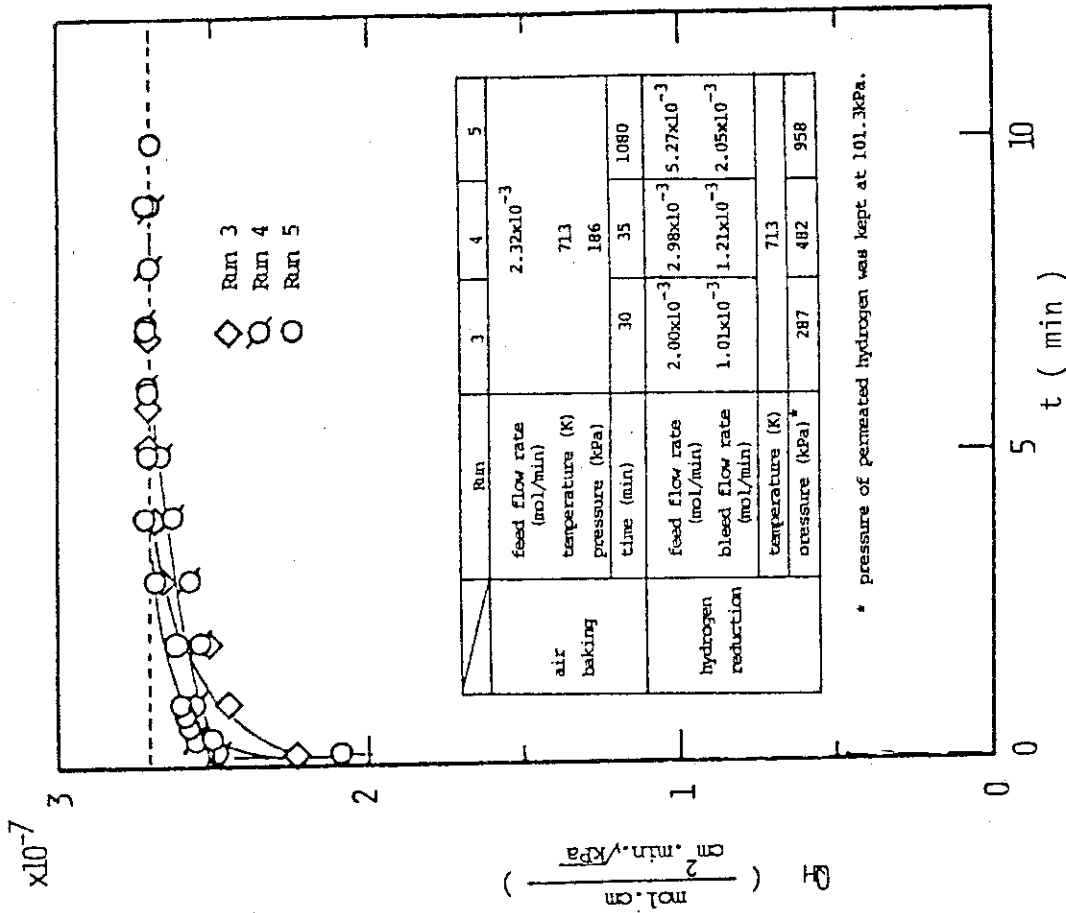 x10⁻⁷
3
2
1
0
QH ( mol.cm / cm².min.√kPa )
0
5
10
t ( min )
Run 3
Run 4
Run 5
Run 3 4 5
air baking
feed flow rate (mol/min) 2.32x10⁻³
temperature (K) 713
pressure (kPa) 186
time (min) 30 35 1080
hydrogen reduction
feed flow rate (mol/min) 2.00x10⁻³ 2.98x10⁻³ 5.27x10⁻³
bleed flow rate (mol/min) 1.01x10⁻³ 1.21x10⁻³ 2.05x10⁻³
temperature (K) 713
pressure (kPa)* 287 482 958
* pressure of permeated hydrogen was kept at 101.3kPa.